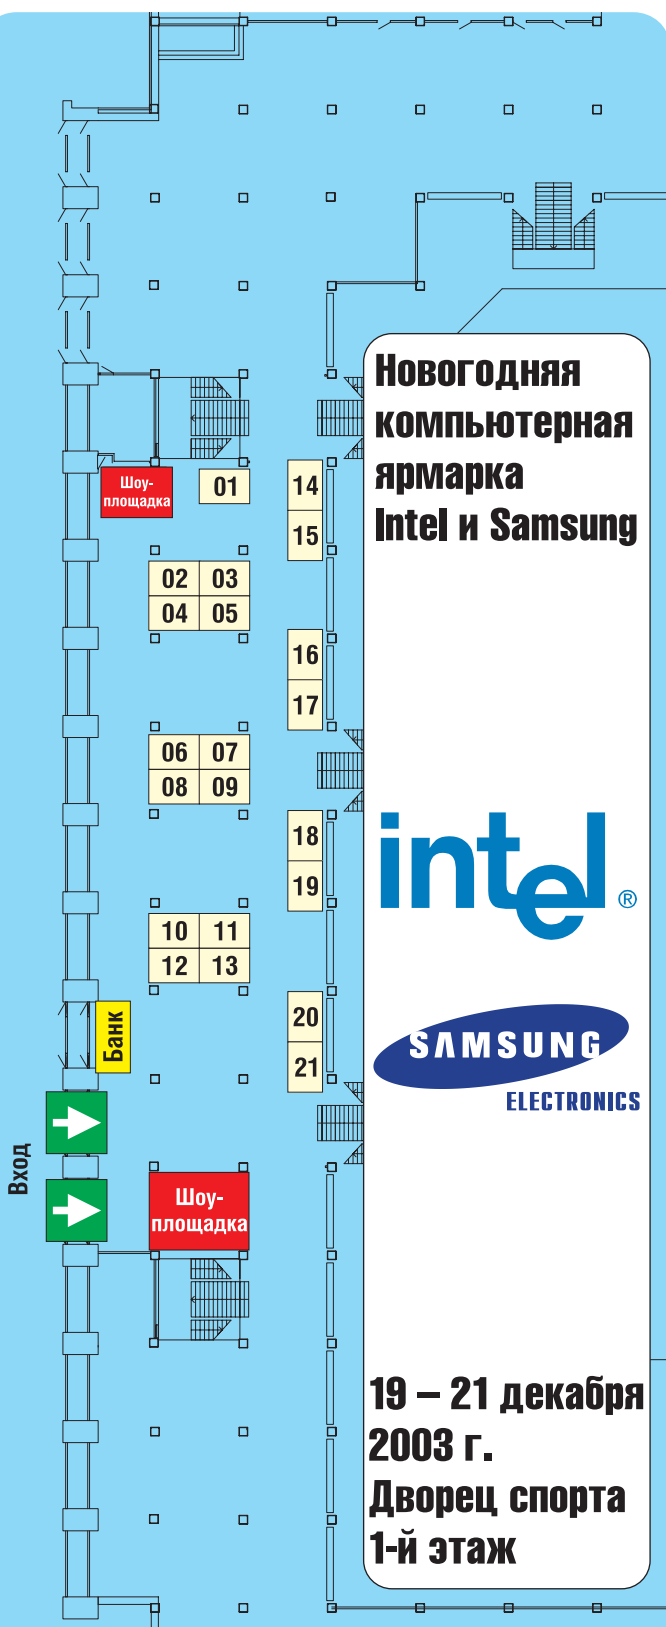 Новогодняя
компьютерная
ярмарка
Intel и Samsung
Шоу-
площадка
01
14
15
02 03
04 05
16
17
06 07
08 09
18
19
10 11
12 13
20
21
intel ®
SAMSUNG
ELECTRONICS
Банк
Вход
Шоу-
площадка
19 – 21 декабря
2003 г.
Дворец спорта
1-й этаж